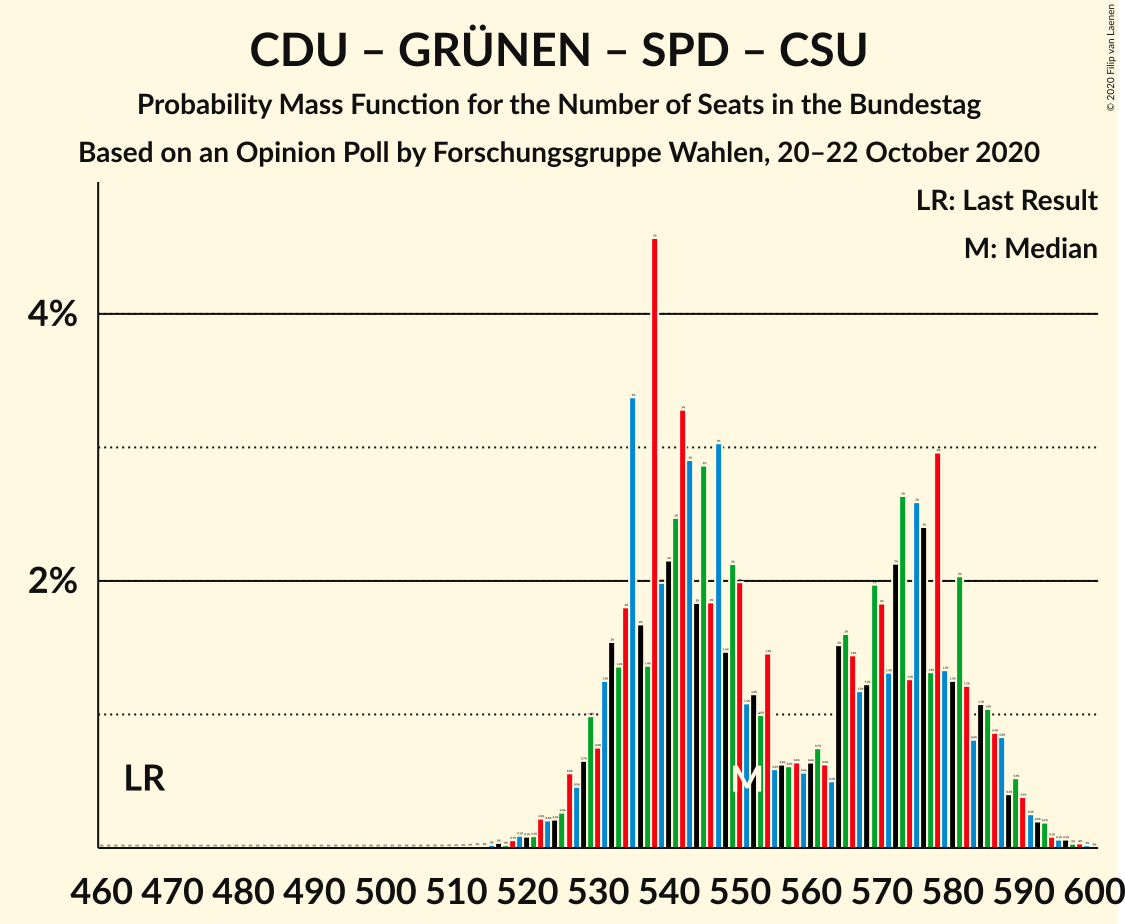 CDU – GRÜNEN – SPD – CSU
Probability Mass Function for the Number of Seats in the Bundestag
Based on an Opinion Poll by Forschungsgruppe Wahlen, 20–22 October 2020
© 2020 Filip van Laenen
LR: Last Result
M: Median
4%
2%
LR
M
460 470 480 490 500 510 520 530 540 550 560 570 580 590 600